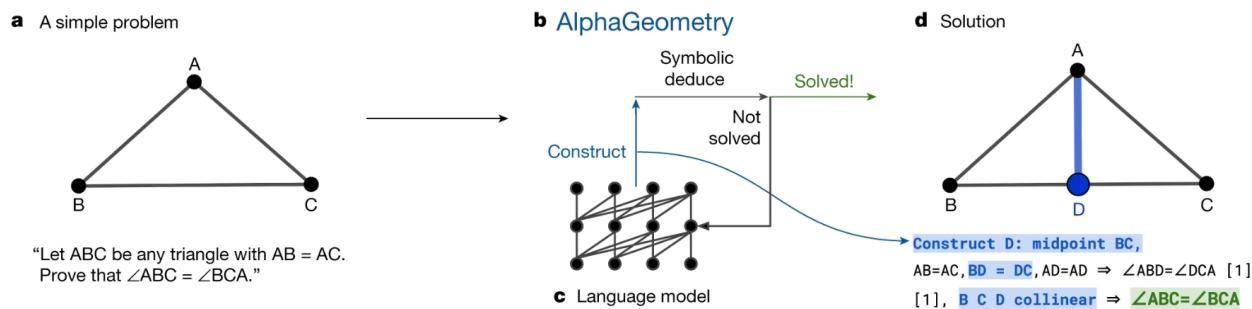 a A simple problem
A
B
C
“Let ABC be any triangle with AB = AC.
Prove that ∠ABC = ∠BCA.”
b AlphaGeometry
Symbolic
deduce
Solved!
Not
solved
Construct
c Language model
d Solution
A
B
D
C
Construct D: midpoint BC,
AB=AC, BD = DC, AD=AD ⇒ ∠ABD=∠DCA [1]
[1], B C D collinear ⇒ ∠ABC=∠BCA